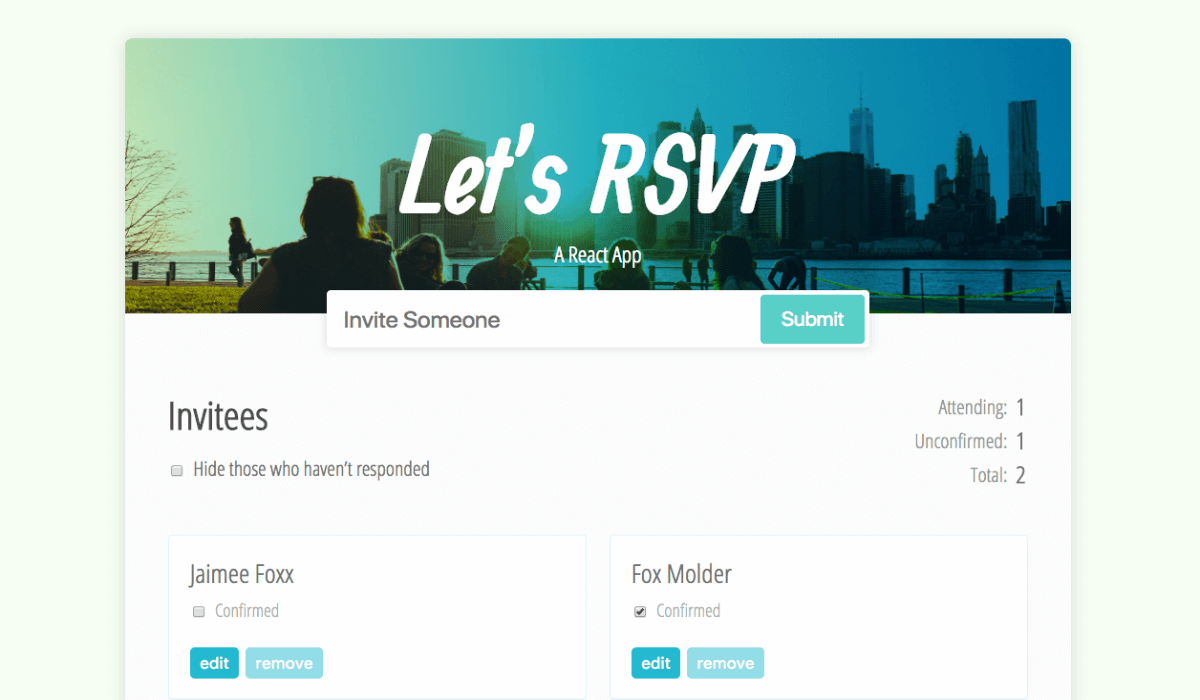 Let's RSVP
A React App
Invite Someone Submit
Invitees
Attending: 1
Unconfirmed: 1
Total: 2
Hide those who haven't responded
Jaimee Foxx
Confirmed
edit remove
Fox Molder
Confirmed
edit remove